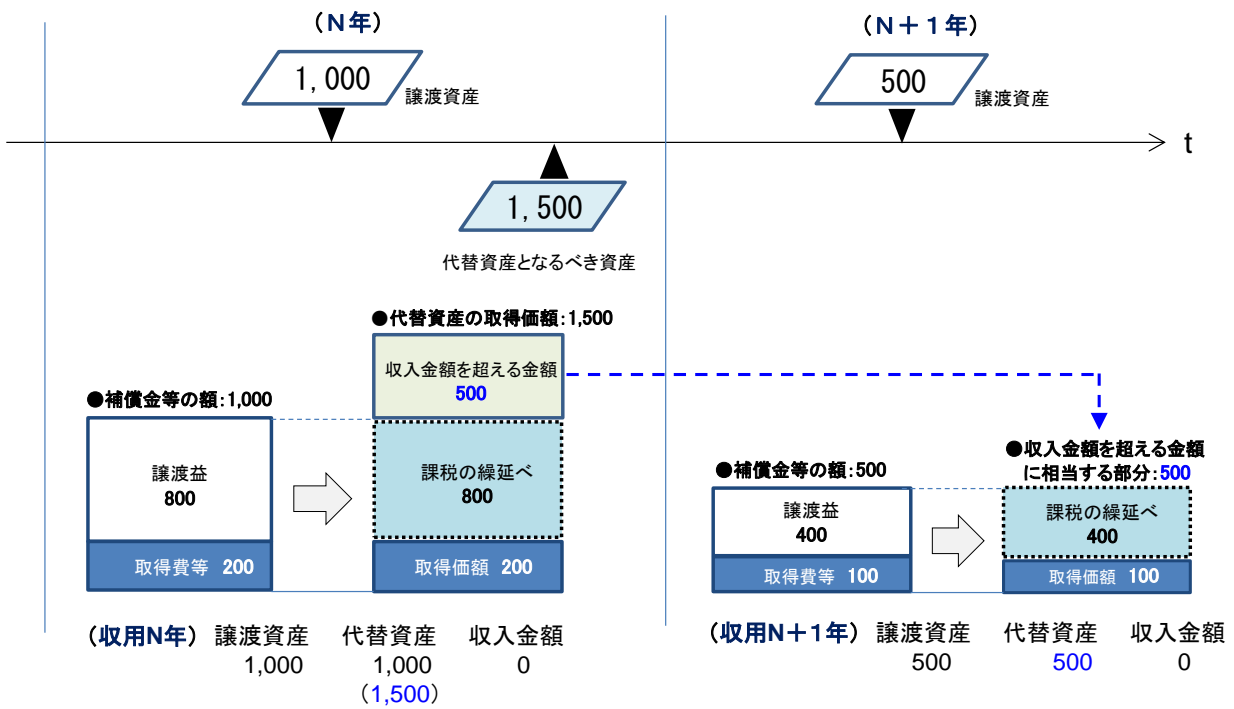 （Ｎ年）
（Ｎ＋１年）
1,000
譲渡資産
500
譲渡資産
t
1,500
代替資産となるべき資産
●代替資産の取得価額：1,500
収入金額を超える金額
500
●補償金等の額：1,000
譲渡益
800
課税の繰延べ
800
取得費等 200
取得価額 200
●補償金等の額：500
●収入金額を超える金額
に相当する部分：500
譲渡益
400
課税の繰延べ
400
取得費等 100
取得価額 100
（収用Ｎ年） 譲渡資産 代替資産 収入金額
1,000 1,000 0
（1,500）
（収用Ｎ＋１年） 譲渡資産 代替資産 収入金額
500 500 0